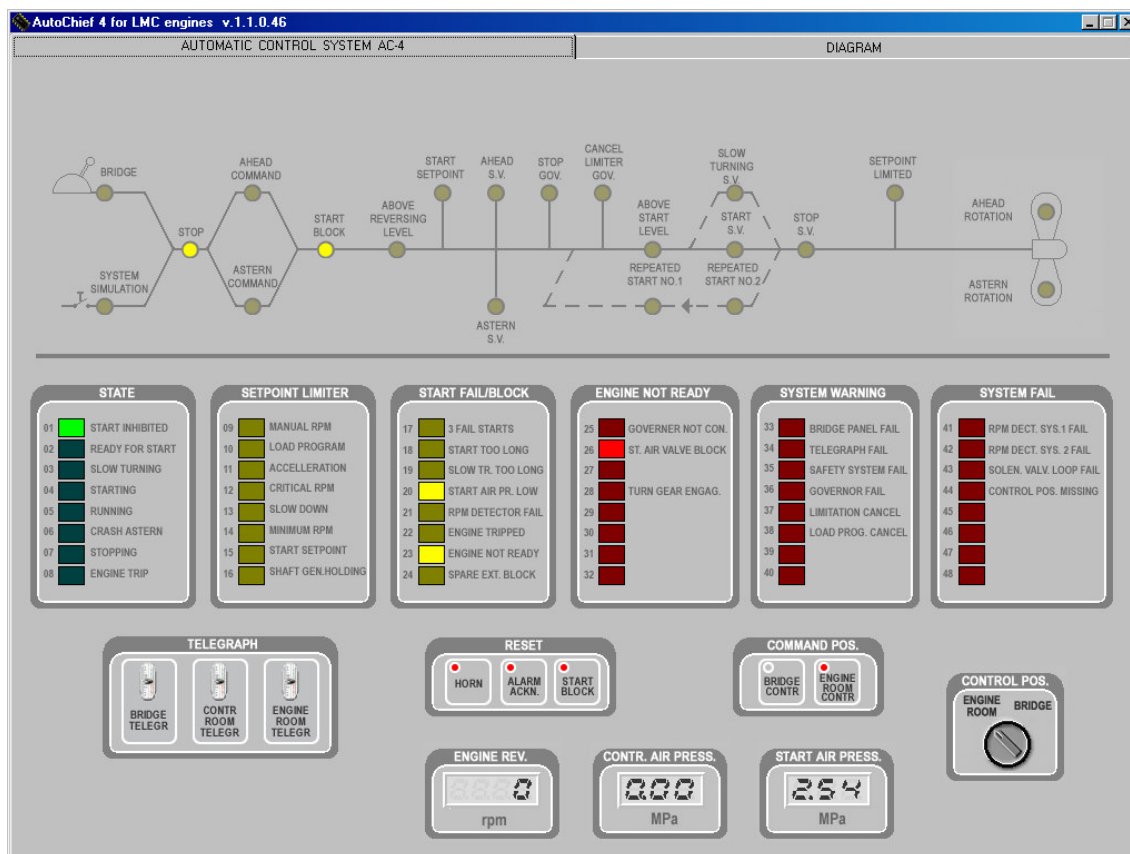 AutoChief 4 for LMC engines v.1.1.0.46
AUTOMATIC CONTROL SYSTEM AC-4
DIAGRAM
BRIDGE
SYSTEM
SIMULATION
STOP
AHEAD
COMMAND
ASTERN
COMMAND
START
BLOCK
ABOVE
REVERSING
LEVEL
START
SETPOINT
AHEAD
S.V.
ASTERN
S.V.
STOP
GOV.
CANCEL
LIMITER
GOV.
ABOVE
START
LEVEL
REPEATED
START NO.1
SLOW
TURNING
S.V.
START
S.V.
REPEATED
START NO.2
STOP
S.V.
SETPOINT
LIMITED
AHEAD
ROTATION
ASTERN
ROTATION
STATE
01 START INHIBITED
02 READY FOR START
03 SLOW TURNING
04 STARTING
05 RUNNING
06 CRASH ASTERN
07 STOPPING
08 ENGINE TRIP
SETPOINT LIMITER
09 MANUAL RPM
10 LOAD PROGRAM
11 ACCELLERATION
12 CRITICAL RPM
13 SLOW DOWN
14 MINIMUM RPM
15 START SETPOINT
16 SHAFT GEN.HOLDING
START FAIL/BLOCK
17 3 FAIL STARTS
18 START TOO LONG
19 SLOW TR. TOO LONG
20 START AIR PR. LOW
21 RPM DETECTOR FAIL
22 ENGINE TRIPPED
23 ENGINE NOT READY
24 SPARE EXT. BLOCK
ENGINE NOT READY
25 GOVERNER NOT CON.
26 ST. AIR VALVE BLOCK
27
28 TURN GEAR ENGAG.
29
30
31
32
SYSTEM WARNING
33 BRIDGE PANEL FAIL
34 TELEGRAPH FAIL
35 SAFETY SYSTEM FAIL
36 GOVERNOR FAIL
37 LIMITATION CANCEL
38 LOAD PROG. CANCEL
39
40
SYSTEM FAIL
41 RPM DECT. SYS.1 FAIL
42 RPM DECT. SYS. 2 FAIL
43 SOLEN. VALV. LOOP FAIL
44 CONTROL POS. MISSING
45
46
47
48
TELEGRAPH
BRIDGE
TELEGR
CONTR
ROOM
TELEGR
ENGINE
ROOM
TELEGR
RESET
HORN
ALARM
ACKN.
START
BLOCK
COMMAND POS.
BRIDGE
CONTR
ENGINE
ROOM
CONTR
CONTROL POS.
ENGINE
ROOM
BRIDGE
ENGINE REV.
0
rpm
CONTR. AIR PRESS.
0.00
MPa
START AIR PRESS.
2.54
MPa